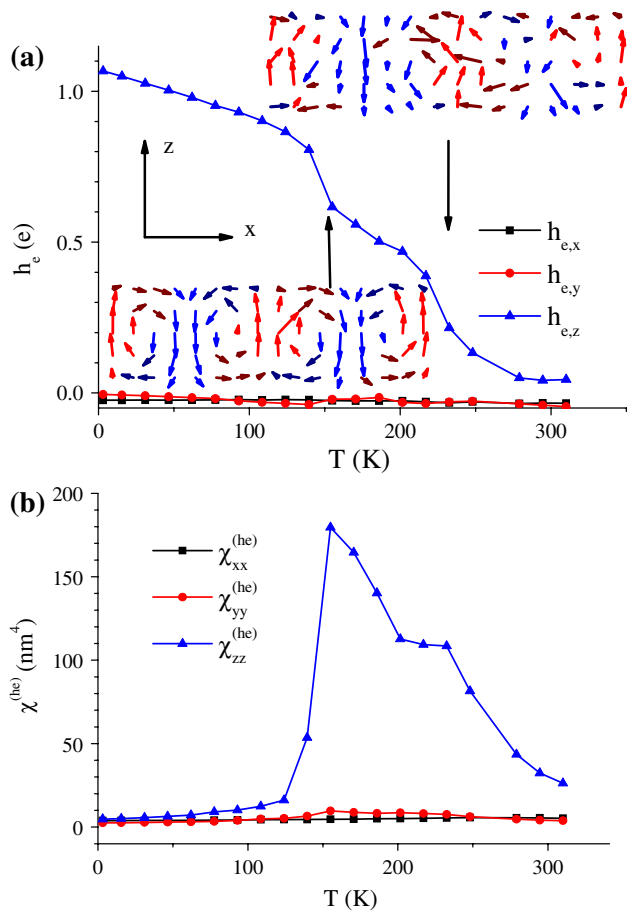 (a)
1.0
0.5
0.0
h_e (e)
z
x
h_e,x
h_e,y
h_e,z
0 100 200 300
T (K)
(b)
200
150
100
50
0
χ^(he) (nm^4)
χ_xx^(he)
χ_yy^(he)
χ_zz^(he)
0 100 200 300
T (K)